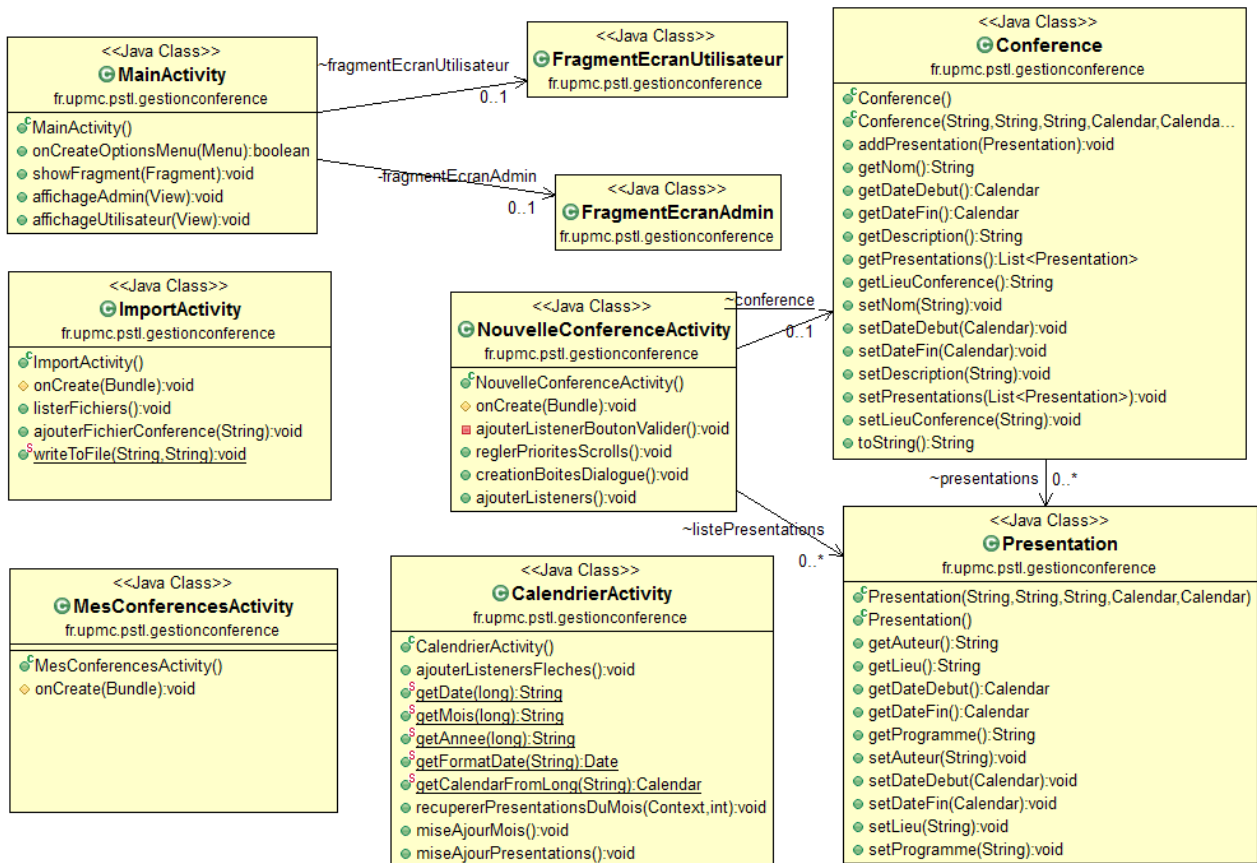 <<Java Class>>
MainActivity
fr.upmc.pstl.gestionconference
MainActivity()
onCreateOptionsMenu(Menu):boolean
showFragment(Fragment):void
affichageAdmin(View):void
affichageUtilisateur(View):void
~fragmentEcranUtilisateur
0..1
<<Java Class>>
FragmentEcranUtilisateur
fr.upmc.pstl.gestionconference
-fragmentEcranAdmin
0..1
<<Java Class>>
FragmentEcranAdmin
fr.upmc.pstl.gestionconference
<<Java Class>>
Conference
fr.upmc.pstl.gestionconference
Conference()
Conference(String,String,String,Calendar,Calenda...
addPresentation(Presentation):void
getNom():String
getDateDebut():Calendar
getDateFin():Calendar
getDescription():String
getPresentations():List<Presentation>
getLieuConference():String
setNom(String):void
setDateDebut(Calendar):void
setDateFin(Calendar):void
setDescription(String):void
setPresentations(List<Presentation>):void
setLieuConference(String):void
toString():String
<<Java Class>>
ImportActivity
fr.upmc.pstl.gestionconference
ImportActivity()
onCreate(Bundle):void
listerFichiers():void
ajouterFichierConference(String):void
writeToFile(String,String):void
<<Java Class>>
NouvelleConferenceActivity
fr.upmc.pstl.gestionconference
NouvelleConferenceActivity()
onCreate(Bundle):void
ajouterListenerBoutonValider():void
reglerPrioritesScrolls():void
creationBoitesDialogue():void
ajouterListeners():void
~conference
0..1
~listePresentations
0..*
~presentations
0..*
<<Java Class>>
MesConferencesActivity
fr.upmc.pstl.gestionconference
MesConferencesActivity()
onCreate(Bundle):void
<<Java Class>>
CalendrierActivity
fr.upmc.pstl.gestionconference
CalendrierActivity()
ajouterListenersFleches():void
getDate(long):String
getMois(long):String
getAnnee(long):String
getFormatDate(String):Date
getCalendarFromLong(String):Calendar
recupererPresentationsDuMois(Context,int):void
miseAjourMois():void
miseAjourPresentations():void
<<Java Class>>
Presentation
fr.upmc.pstl.gestionconference
Presentation(String,String,String,Calendar,Calendar)
Presentation()
getAuteur():String
getLieu():String
getDateDebut():Calendar
getDateFin():Calendar
getProgramme():String
setAuteur(String):void
setDateDebut(Calendar):void
setDateFin(Calendar):void
setLieu(String):void
setProgramme(String):void